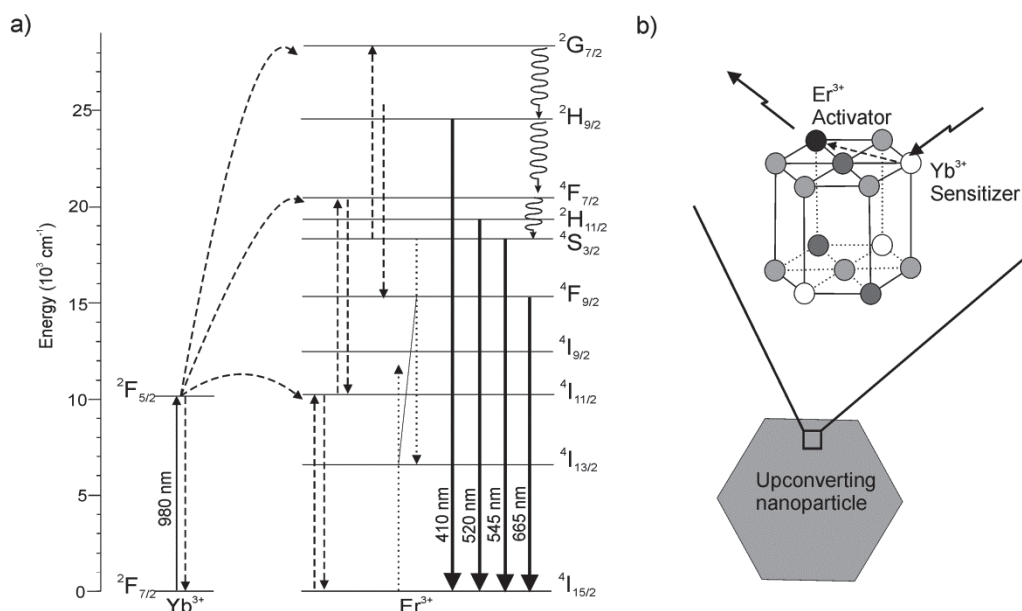 a)
Energy (10³ cm⁻¹)
25
20
15
10
5
0
²F₅/₂
²F₇/₂
980 nm
Yb³⁺
Er³⁺
410 nm
520 nm
545 nm
665 nm
²G₇/₂
²H₉/₂
⁴F₇/₂
²H₁₁/₂
⁴S₃/₂
⁴F₉/₂
⁴I₉/₂
⁴I₁₁/₂
⁴I₁₃/₂
⁴I₁₅/₂
b)
Er³⁺
Activator
Yb³⁺
Sensitizer
Upconverting
nanoparticle